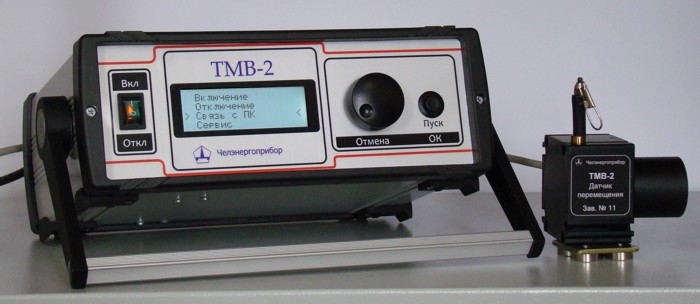 ТМВ-2
Вкл
Откл
Включение
Отключение
> Связь с ПК <
Сервис
Челэнергоприбор
Пуск
Отмена
ОК
Челэнергоприбор
ТМВ-2
Датчик
перемещения
Зав. № 11